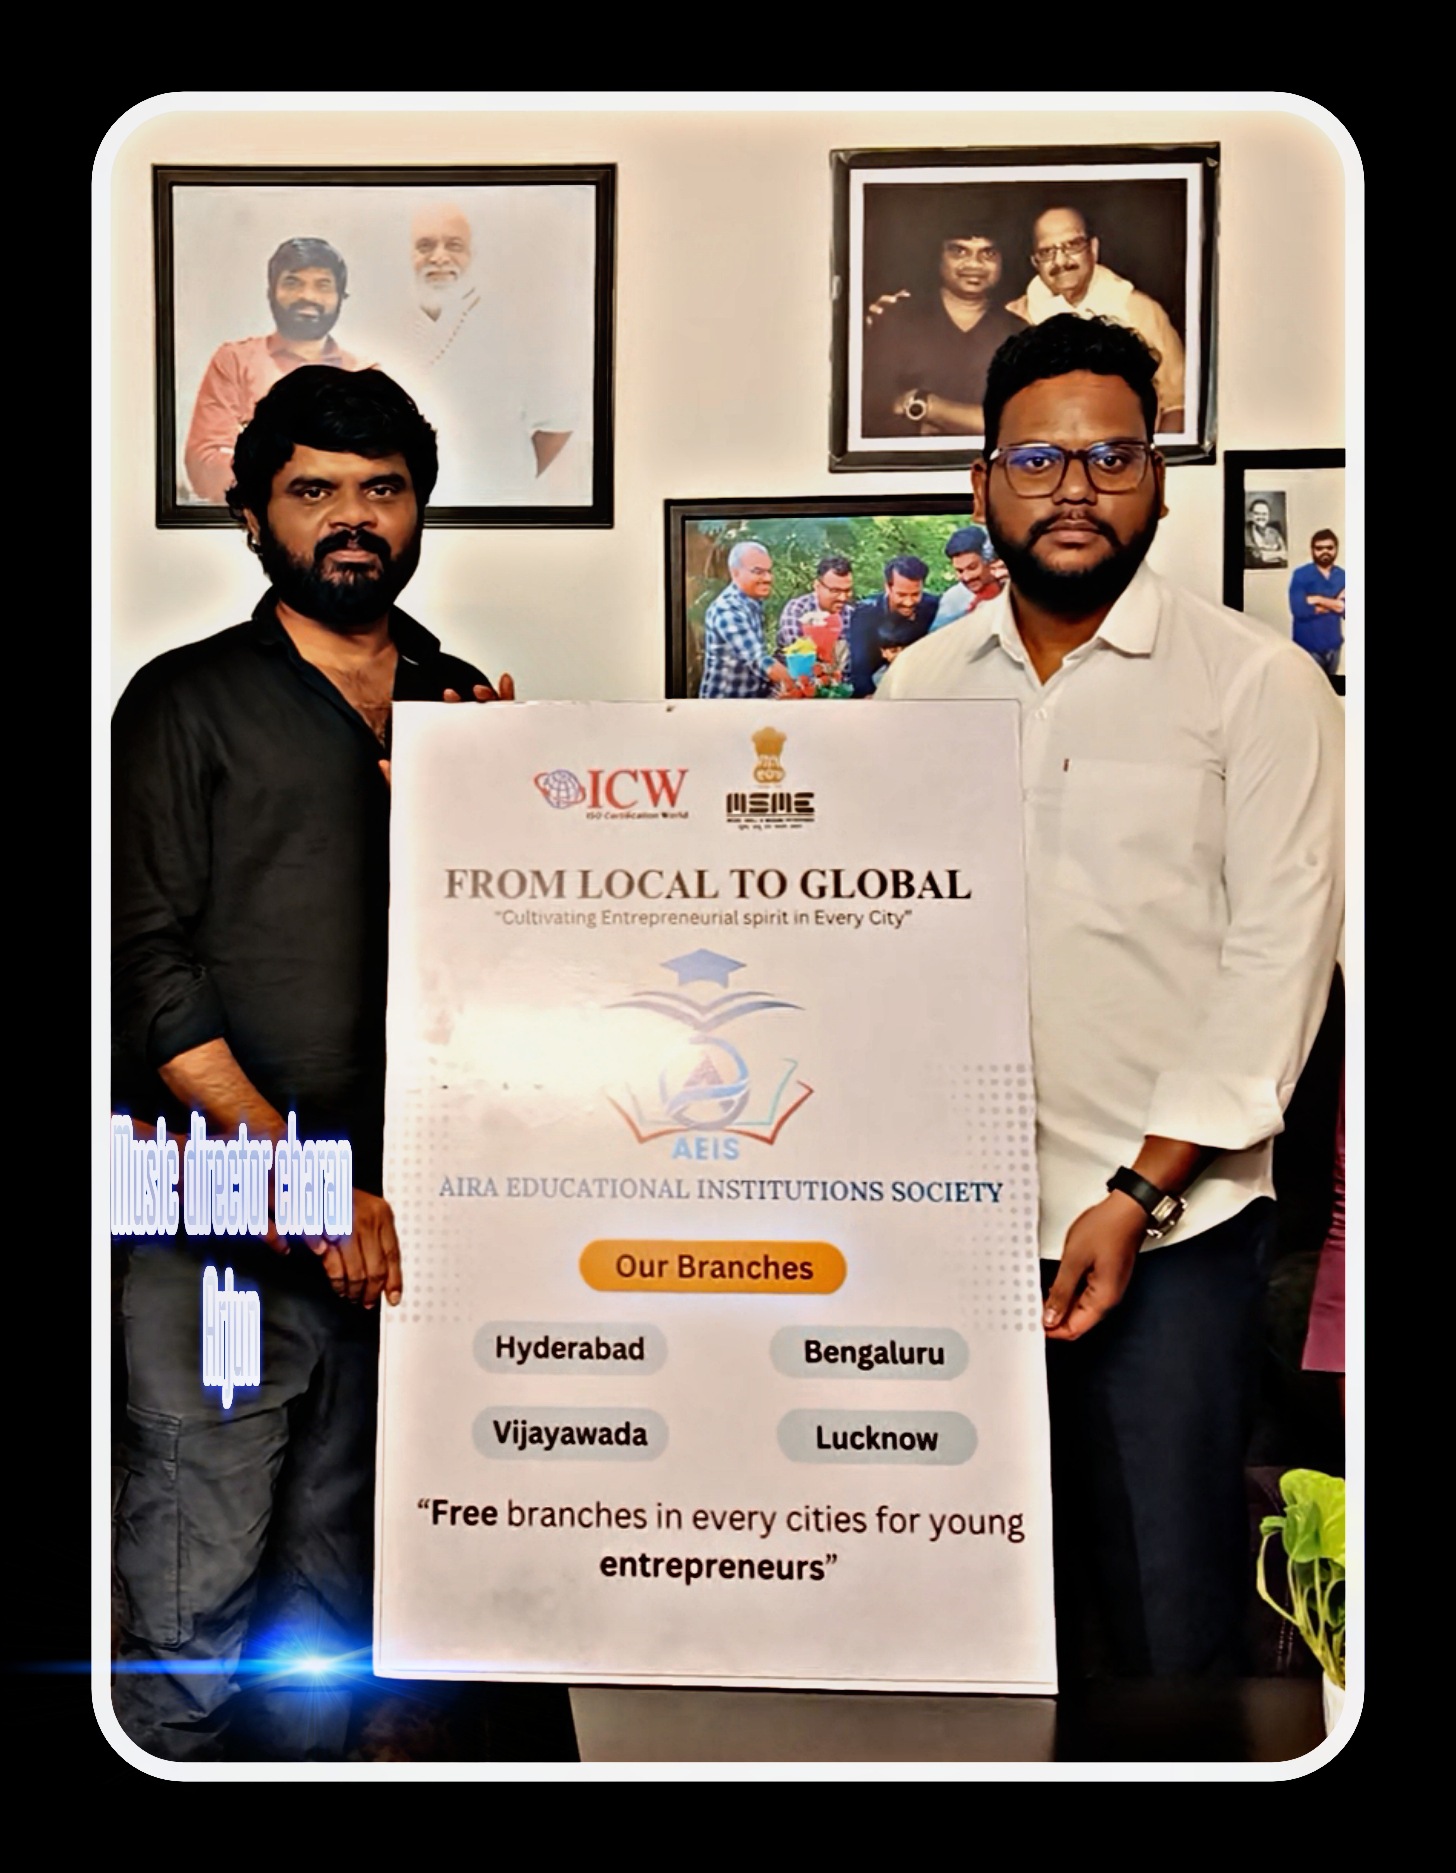 ICW
ISO Certification World
MSME
FROM LOCAL TO GLOBAL
"Cultivating Entrepreneurial spirit in Every City"
AEIS
AIRA EDUCATIONAL INSTITUTIONS SOCIETY
Our Branches
Hyderabad
Bengaluru
Vijayawada
Lucknow
“Free branches in every cities for young
entrepreneurs”
Music director charan
Arjun